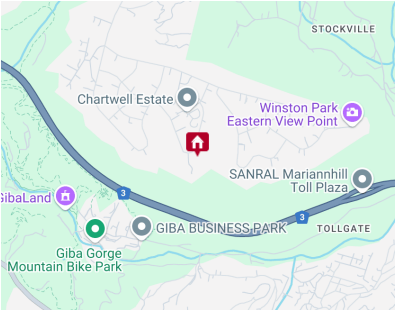 STOCKVILLE
Chartwell Estate
Winston Park
Eastern View Point
SANRAL Mariannhill
Toll Plaza
3
GibaLand
3
GIBA BUSINESS PARK
TOLLGATE
Giba Gorge
Mountain Bike Park